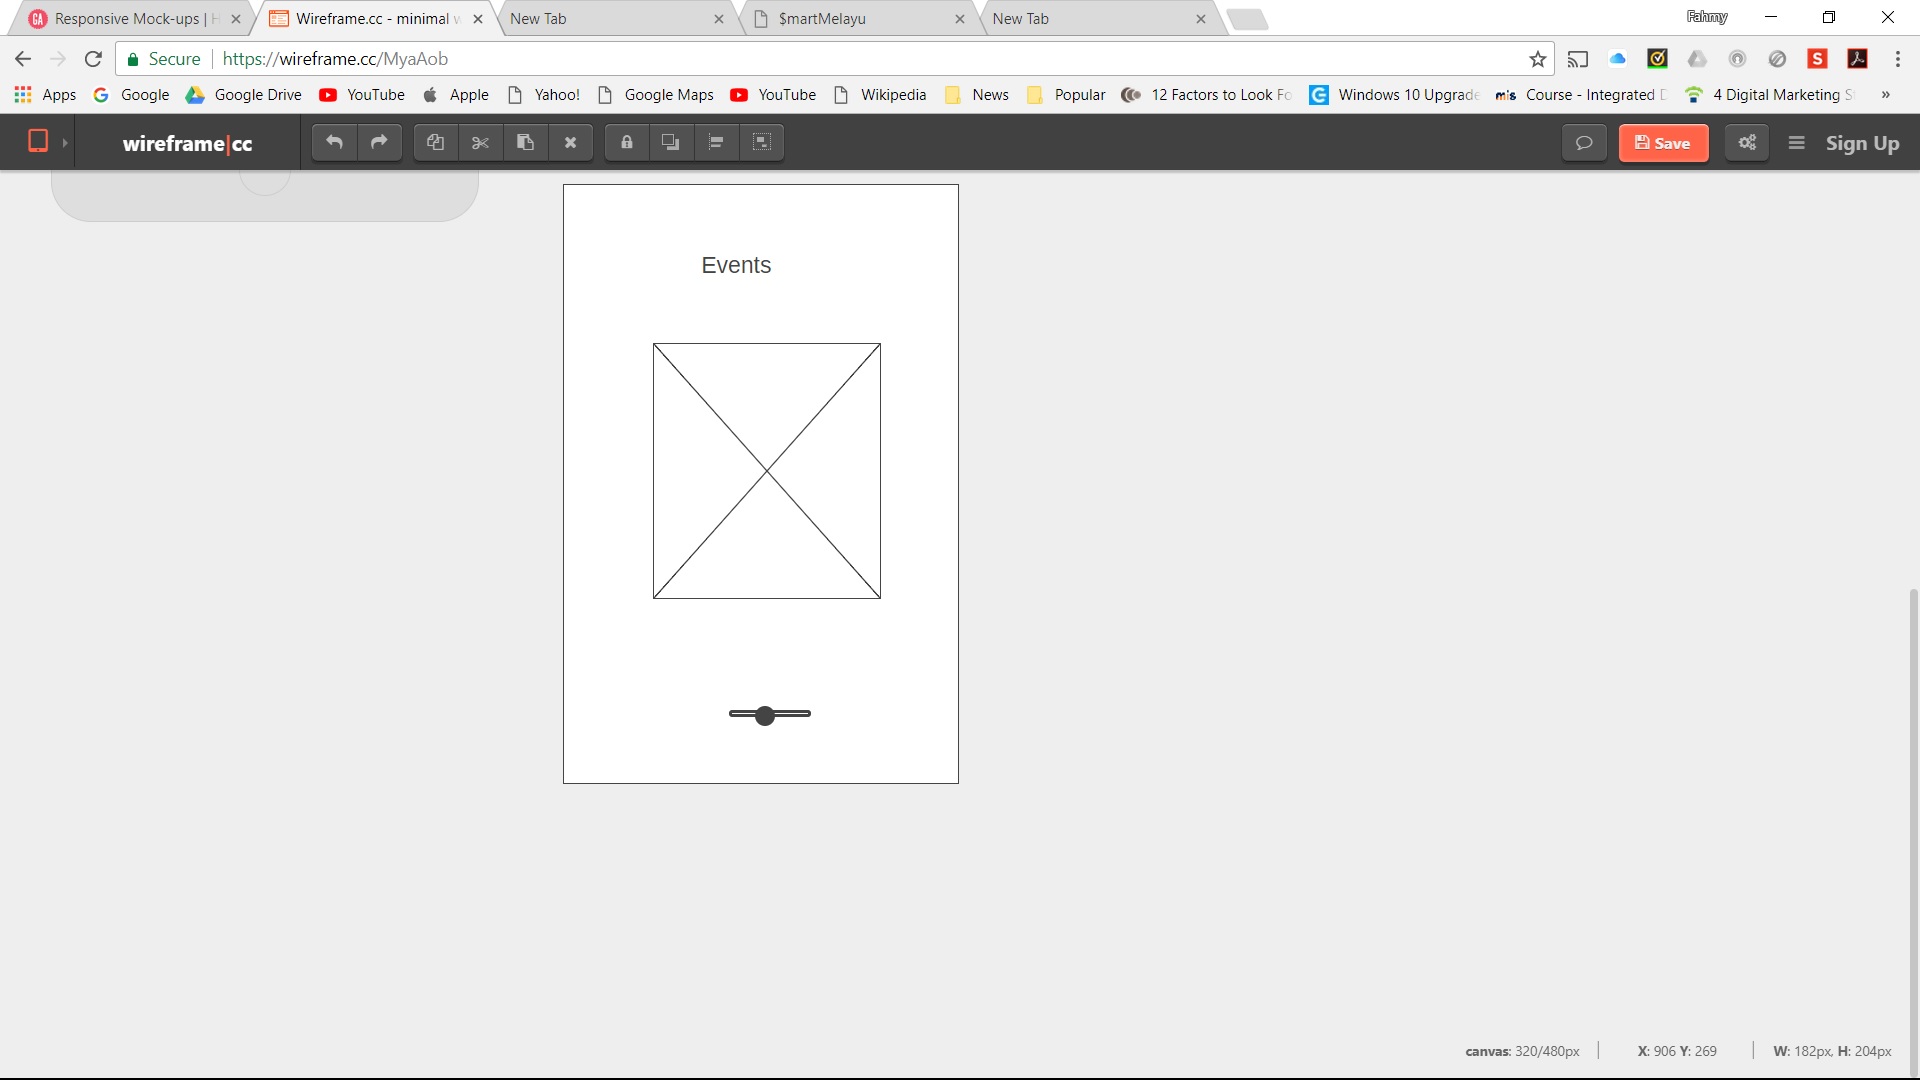 Responsive Mock-ups | H
Wireframe.cc - minimal w
New Tab
$martMelayu
New Tab
Fahmy
Secure
https://wireframe.cc/MyaAob
Apps
Google
Google Drive
YouTube
Apple
Yahoo!
Google Maps
YouTube
Wikipedia
News
Popular
12 Factors to Look Fo
Windows 10 Upgrade
mis Course - Integrated D
4 Digital Marketing S
»
wireframe|cc
Save
Sign Up
Events
canvas: 320/480px
X: 906 Y: 269
W: 182px, H: 204px